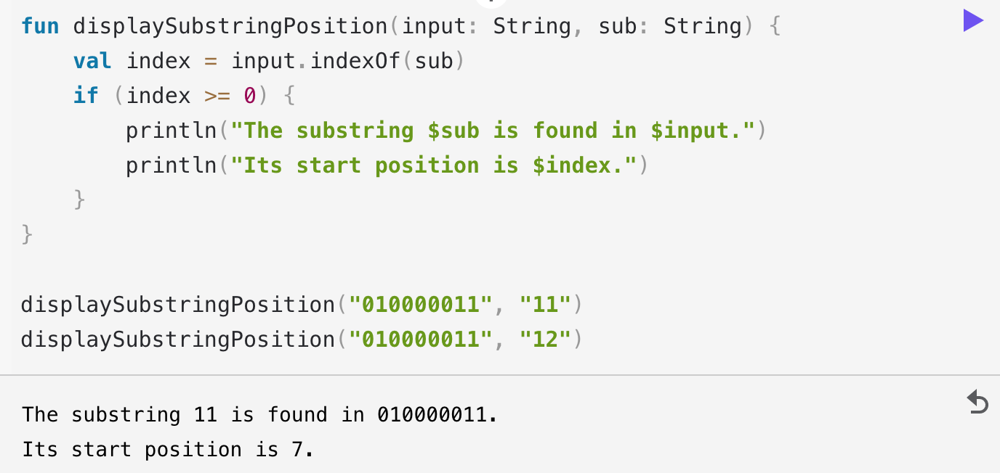 fun displaySubstringPosition(input: String, sub: String) {
    val index = input.indexOf(sub)
    if (index >= 0) {
        println("The substring $sub is found in $input.")
        println("Its start position is $index.")
    }
}
displaySubstringPosition("010000011", "11")
displaySubstringPosition("010000011", "12")
The substring 11 is found in 010000011.
Its start position is 7.